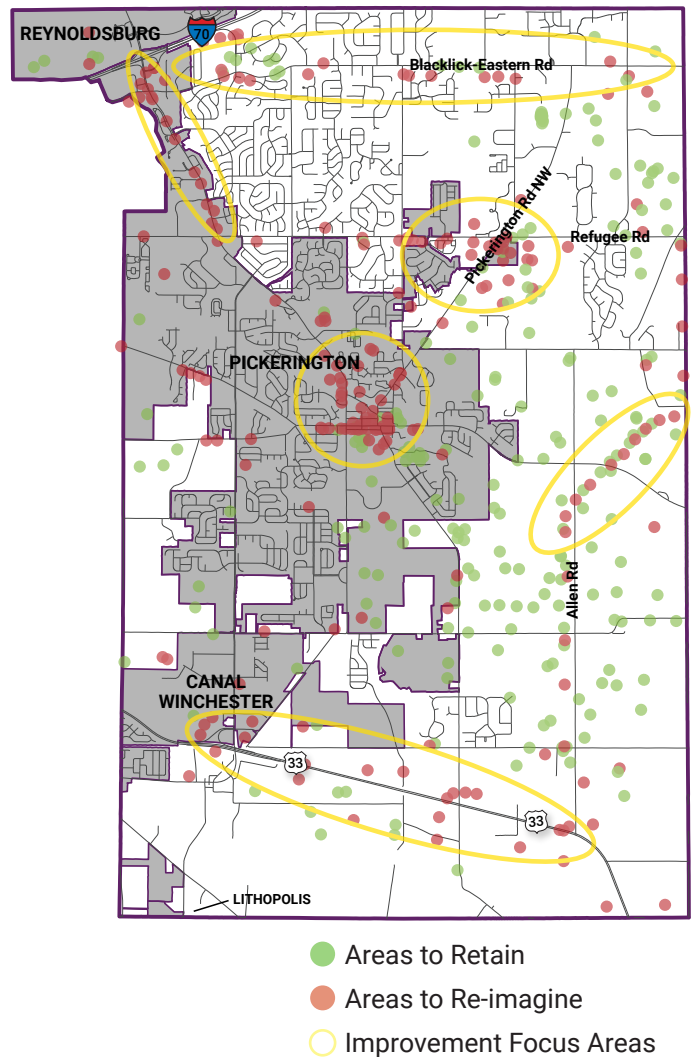 REYNOLDSBURG
70
Blacklick-Eastern Rd
Pickerington Rd NW
Refugee Rd
PICKERINGTON
Allen Rd
CANAL
WINCHESTER
33
33
LITHOPOLIS
Areas to Retain
Areas to Re-imagine
Improvement Focus Areas